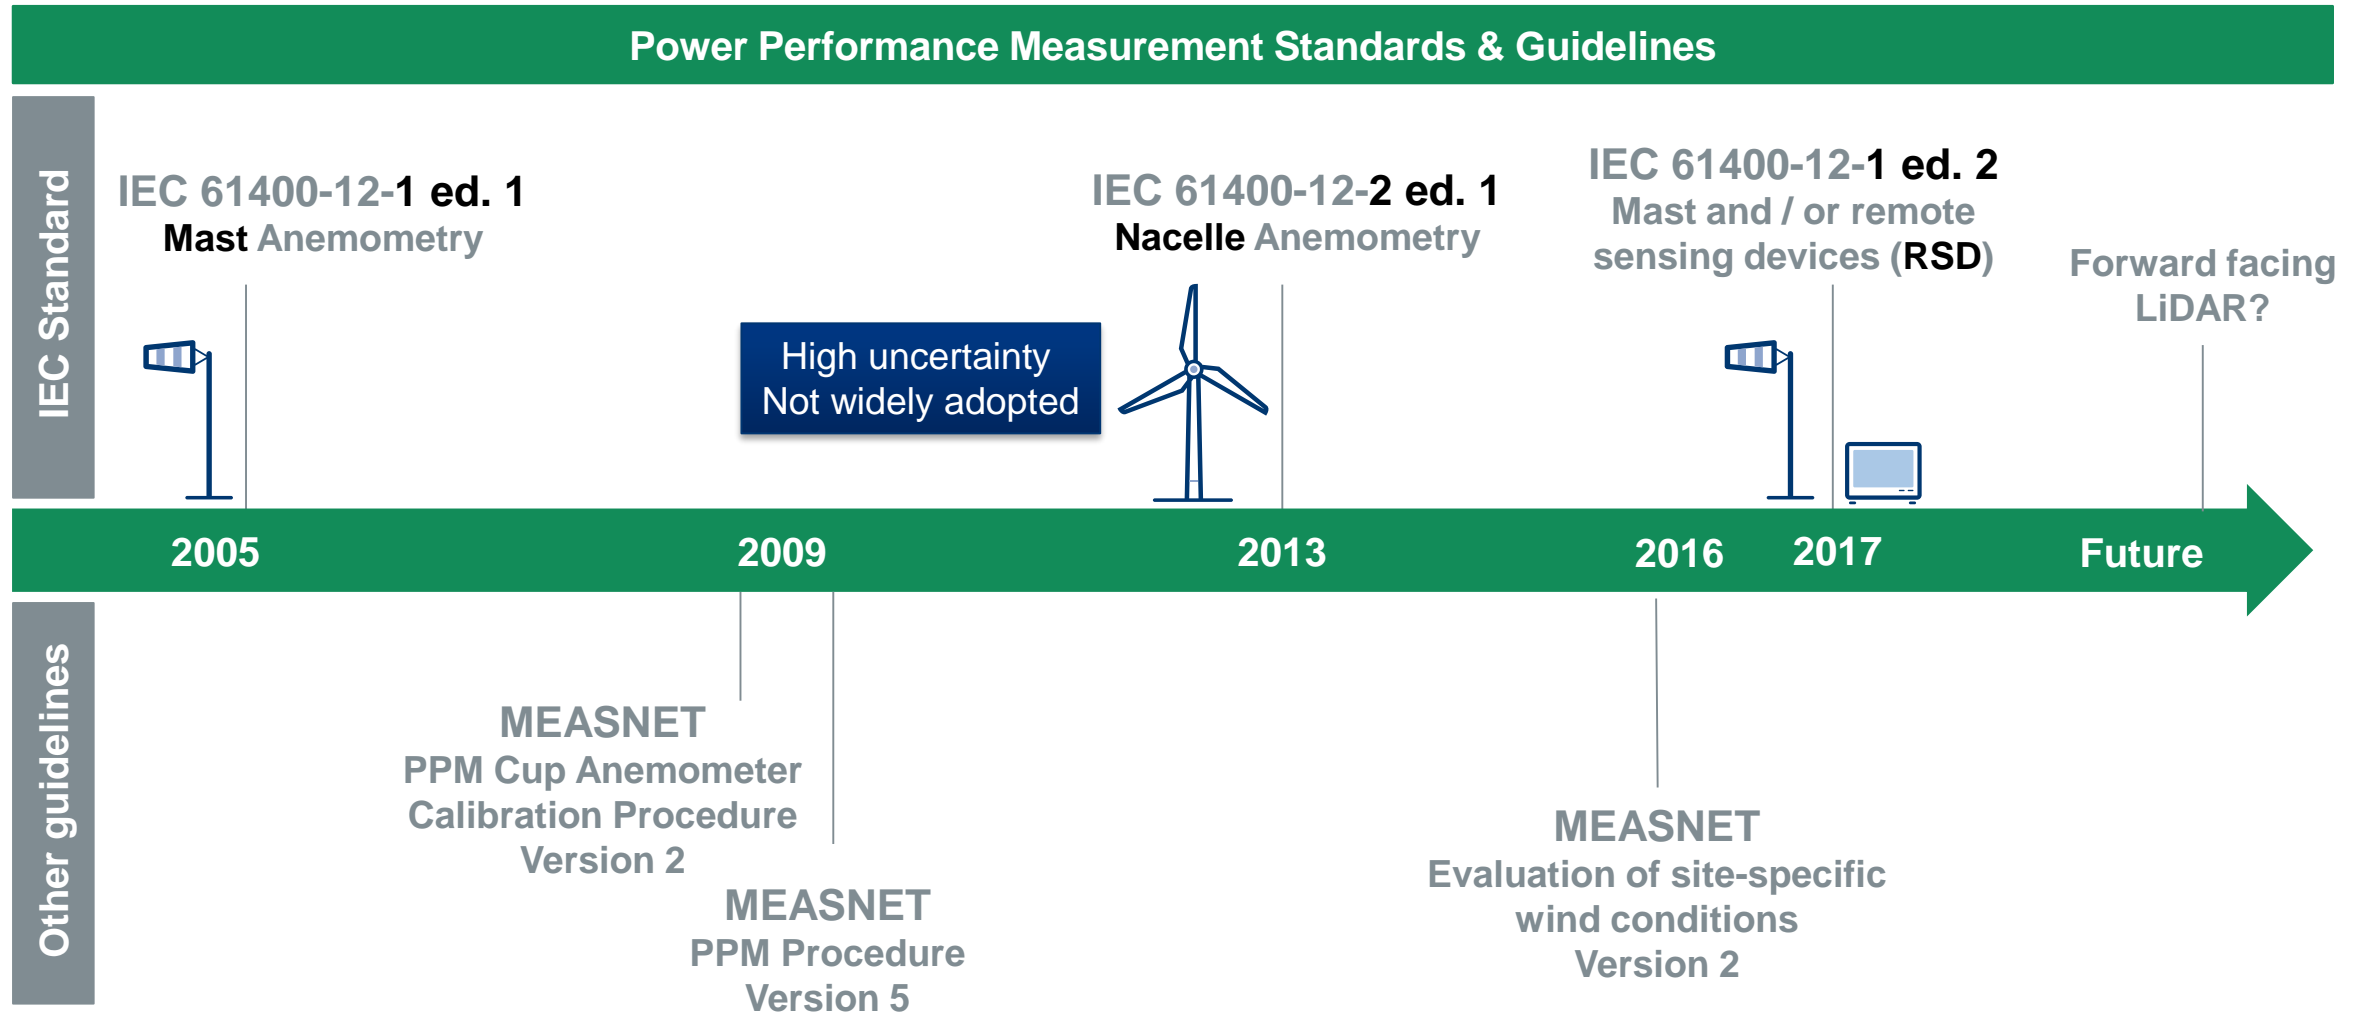 Power Performance Measurement Standards & Guidelines
IEC Standard
IEC 61400-12-1 ed. 1
Mast Anemometry
High uncertainty
Not widely adopted
IEC 61400-12-2 ed. 1
Nacelle Anemometry
IEC 61400-12-1 ed. 2
Mast and / or remote
sensing devices (RSD)
Forward facing
LiDAR?
2005
2009
2013
2016
2017
Future
Other guidelines
MEASNET
PPM Cup Anemometer
Calibration Procedure
Version 2
MEASNET
PPM Procedure
Version 5
MEASNET
Evaluation of site-specific
wind conditions
Version 2